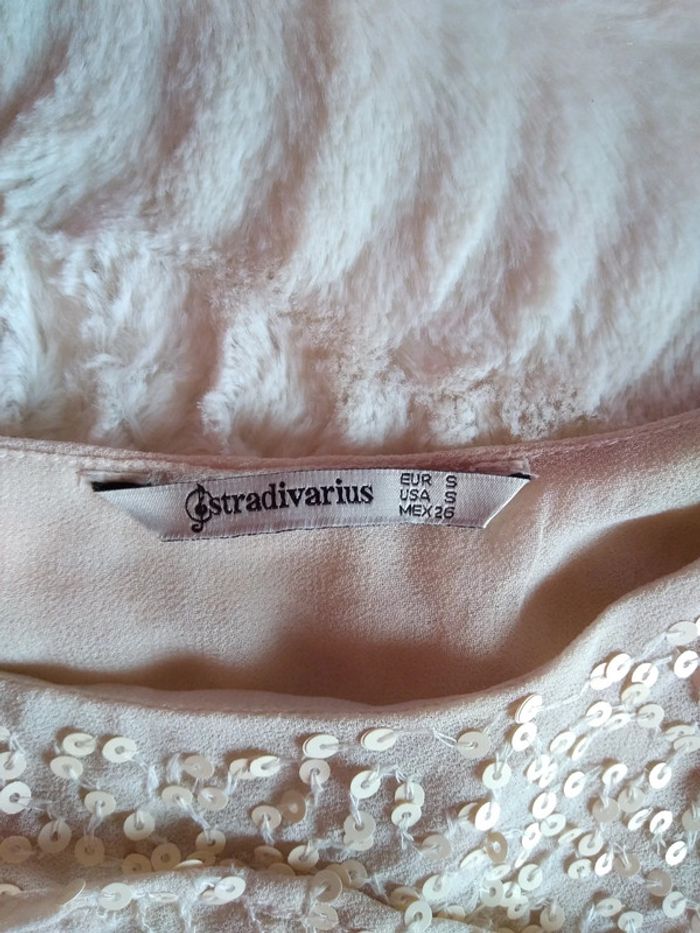 stradivarius
EUR S
USA S
MEX 26